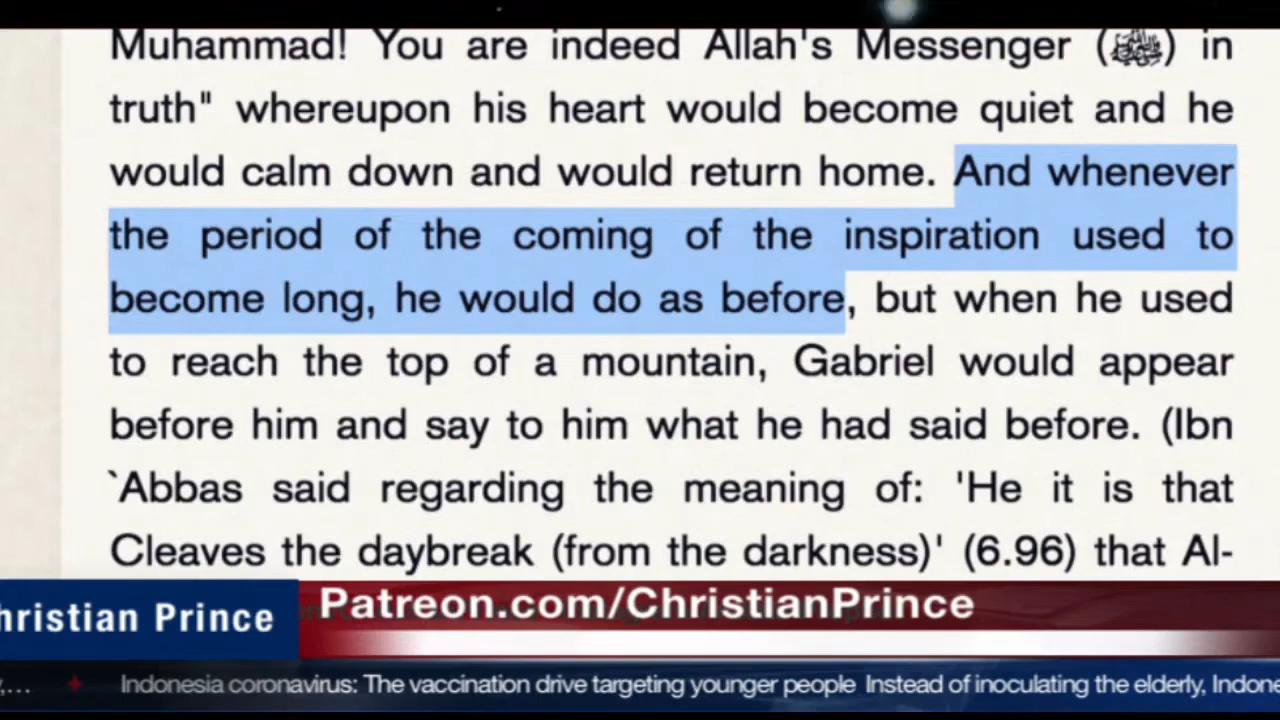 Muhammad! You are indeed Allah's Messenger (ﷺ) in
truth" whereupon his heart would become quiet and he
would calm down and would return home. And whenever
the period of the coming of the inspiration used to
become long, he would do as before, but when he used
to reach the top of a mountain, Gabriel would appear
before him and say to him what he had said before. (Ibn
`Abbas said regarding the meaning of: 'He it is that
Cleaves the daybreak (from the darkness)' (6.96) that Al-
hristian Prince
Patreon.com/ChristianPrince
,… Indonesia coronavirus: The vaccination drive targeting younger people Instead of inoculating the elderly, Indone